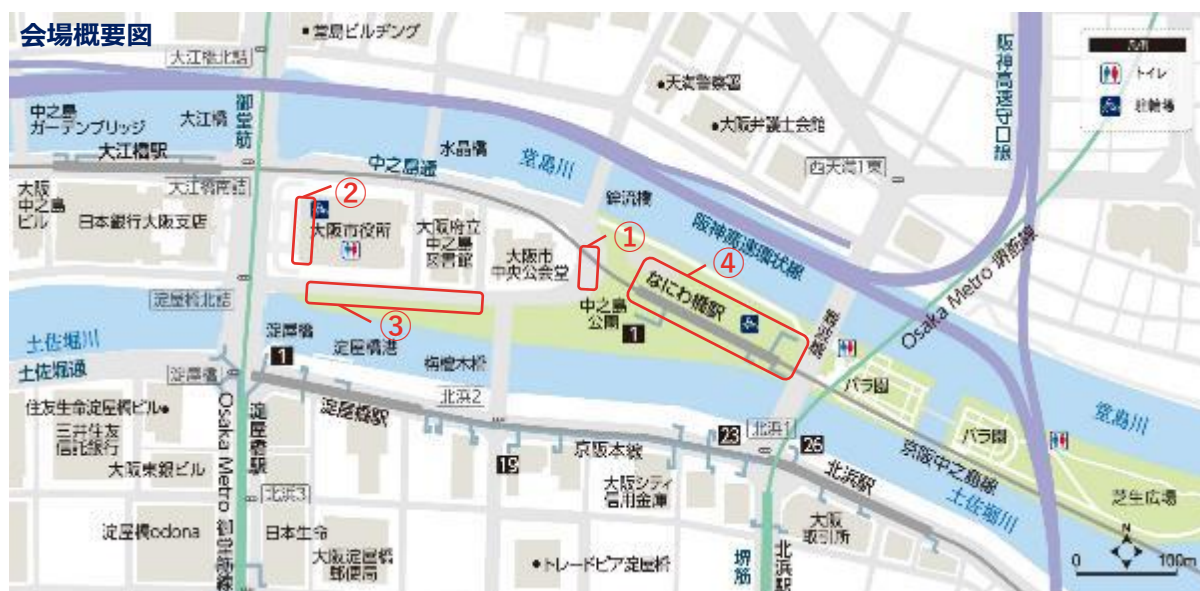 会場概要図
堂島ビルヂング
大江橋北詰
阪神高速守口線
トイレ
駐輪場
天満警察署
大阪弁護士会館
中之島
ガーデンブリッジ
大江橋
御堂筋
大江橋駅
水晶橋
中之島通
堂島川
西天満1東
大阪
中之島
ビル
大江橋南詰
日本銀行大阪支店
②
大阪市役所
大阪府立
中之島
図書館
大阪市
中央公会堂
鉾流橋
①
阪神高速環状線
④
なにわ橋駅
Osaka Metro 堺筋線
淀屋橋北詰
③
中之島
公園
1
難波橋
土佐堀川
土佐堀通
淀屋橋
1
淀屋橋港
栴檀木橋
淀屋橋
バラ園
住友生命淀屋橋ビル
三井住友
信託銀行
大阪東銀ビル
Osaka Metro 御堂筋線
淀屋橋駅
淀屋橋駅
北浜2
京阪本線
19
23
北浜1
26
北浜駅
バラ園
堂島川
京阪中之島線
土佐堀川
芝生広場
大阪シティ
信用金庫
北浜3
淀屋橋odona
日本生命
大阪淀屋橋
郵便局
トレードピア淀屋橋
堺筋
北浜駅
大阪
取引所
N
0
100m